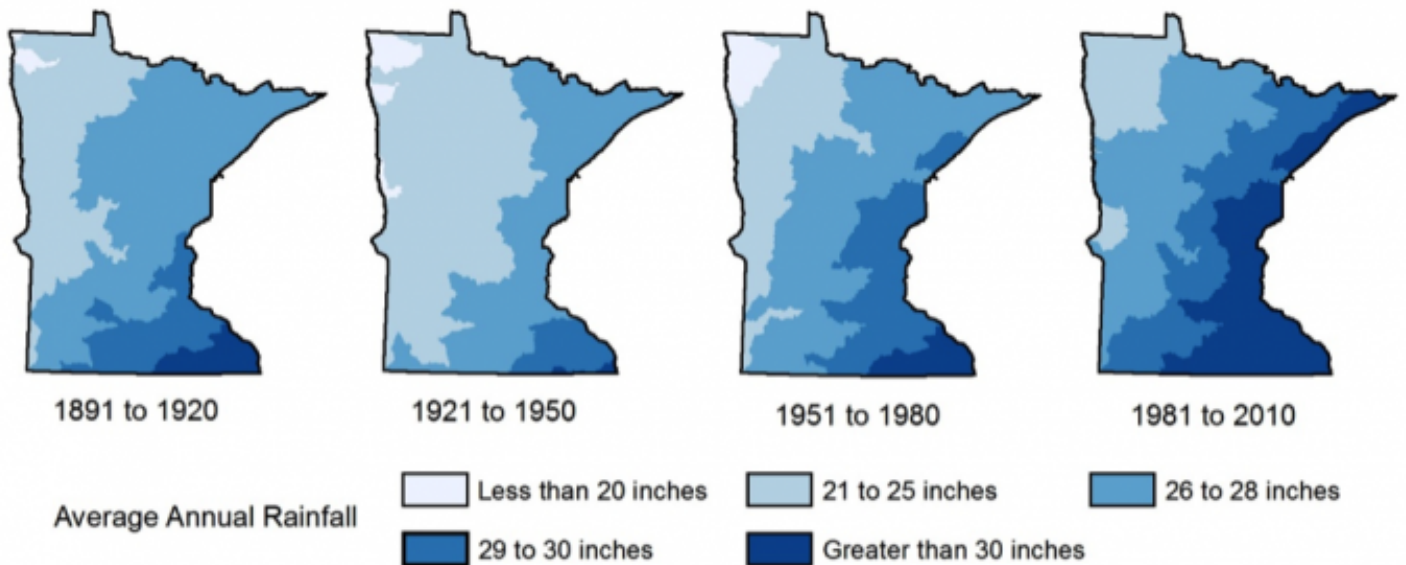 1891 to 1920
1921 to 1950
1951 to 1980
1981 to 2010
Average Annual Rainfall
Less than 20 inches
21 to 25 inches
26 to 28 inches
29 to 30 inches
Greater than 30 inches